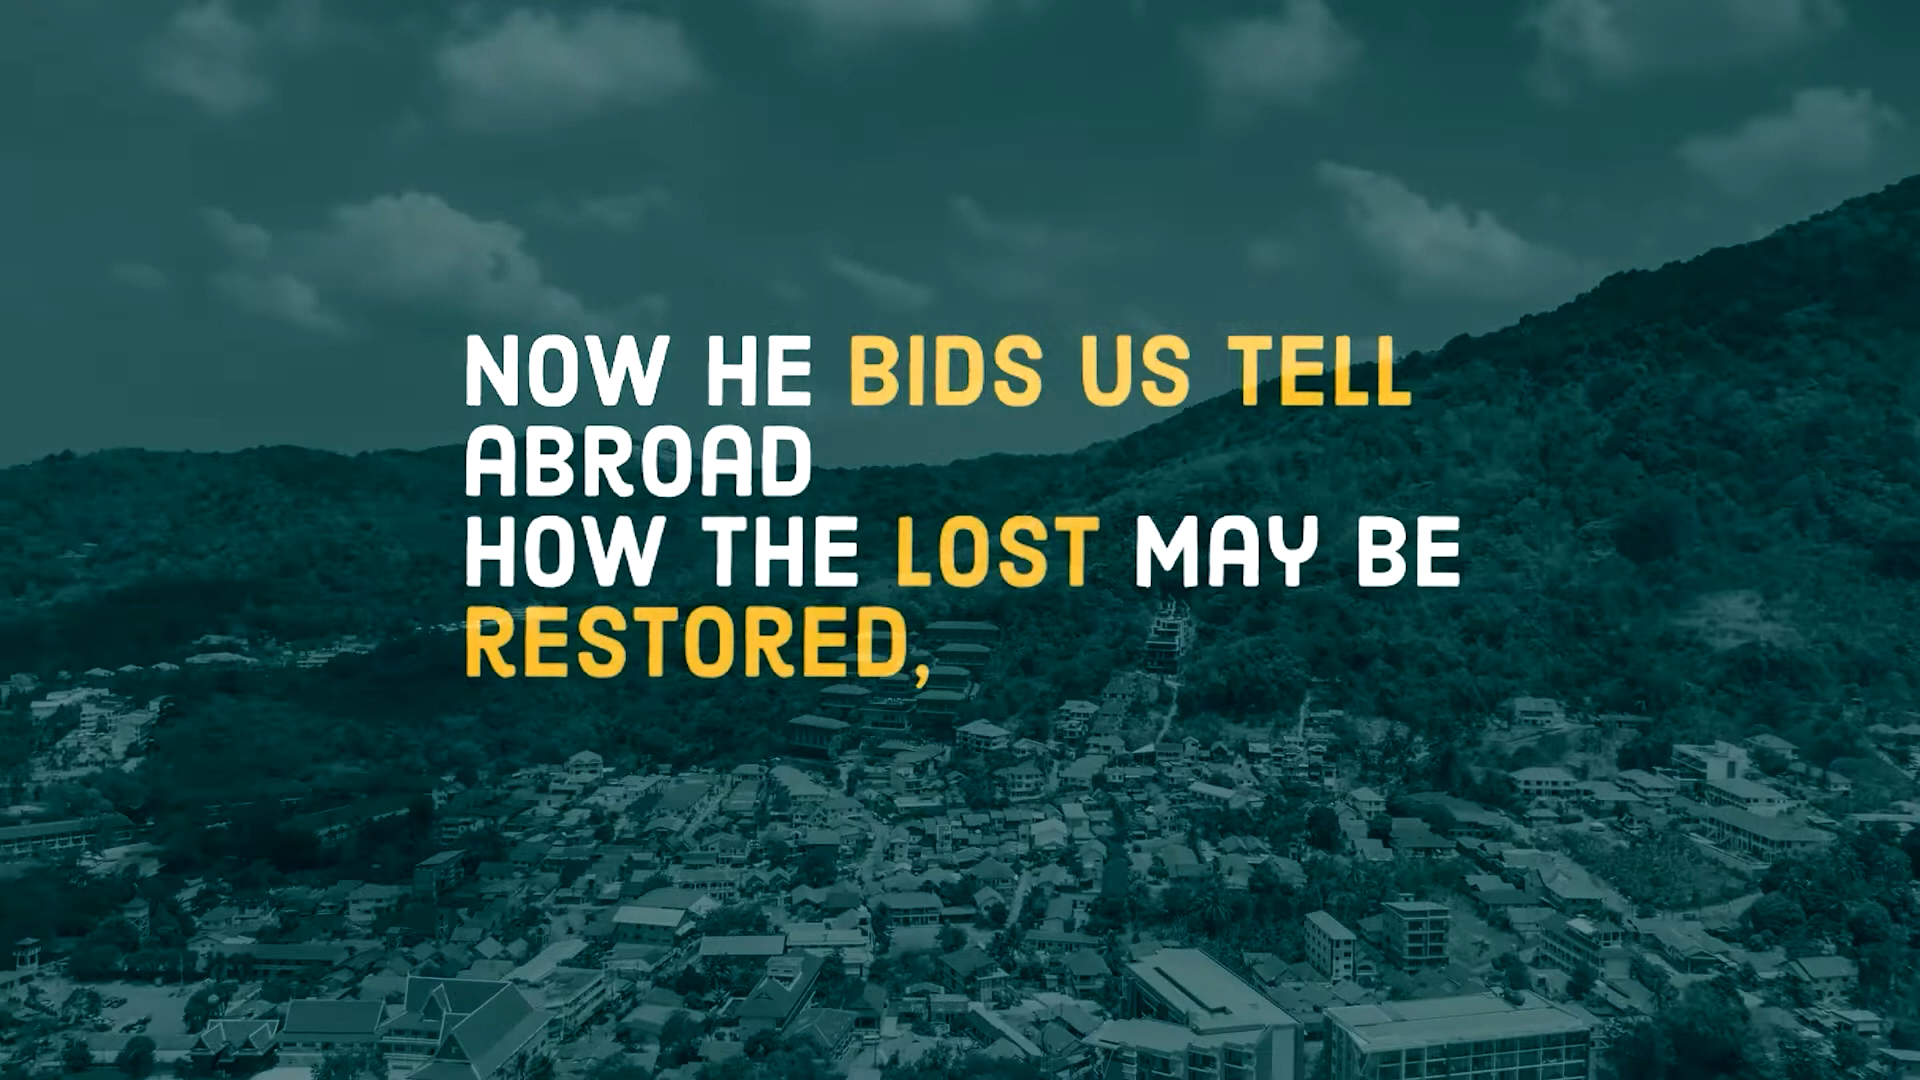 NOW HE BIDS US TELL
ABROAD
HOW THE LOST MAY BE
RESTORED,